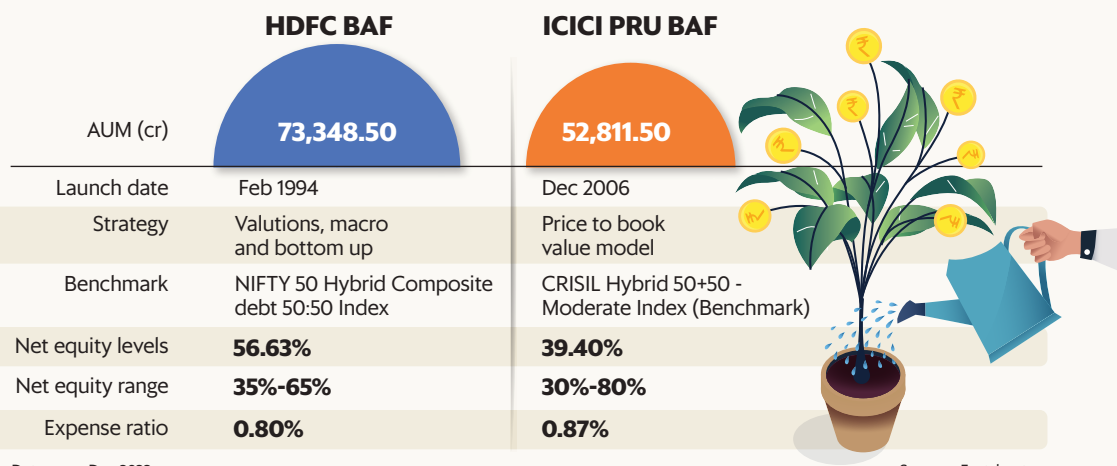 HDFC BAF
ICICI PRU BAF
AUM (cr)
73,348.50
52,811.50
Launch date
Feb 1994
Dec 2006
Strategy
Valutions, macro
and bottom up
Price to book
value model
Benchmark
NIFTY 50 Hybrid Composite
debt 50:50 Index
CRISIL Hybrid 50+50 -
Moderate Index (Benchmark)
Net equity levels
56.63%
39.40%
Net equity range
35%-65%
30%-80%
Expense ratio
0.80%
0.87%
₹
₹
₹
₹
₹
₹
₹